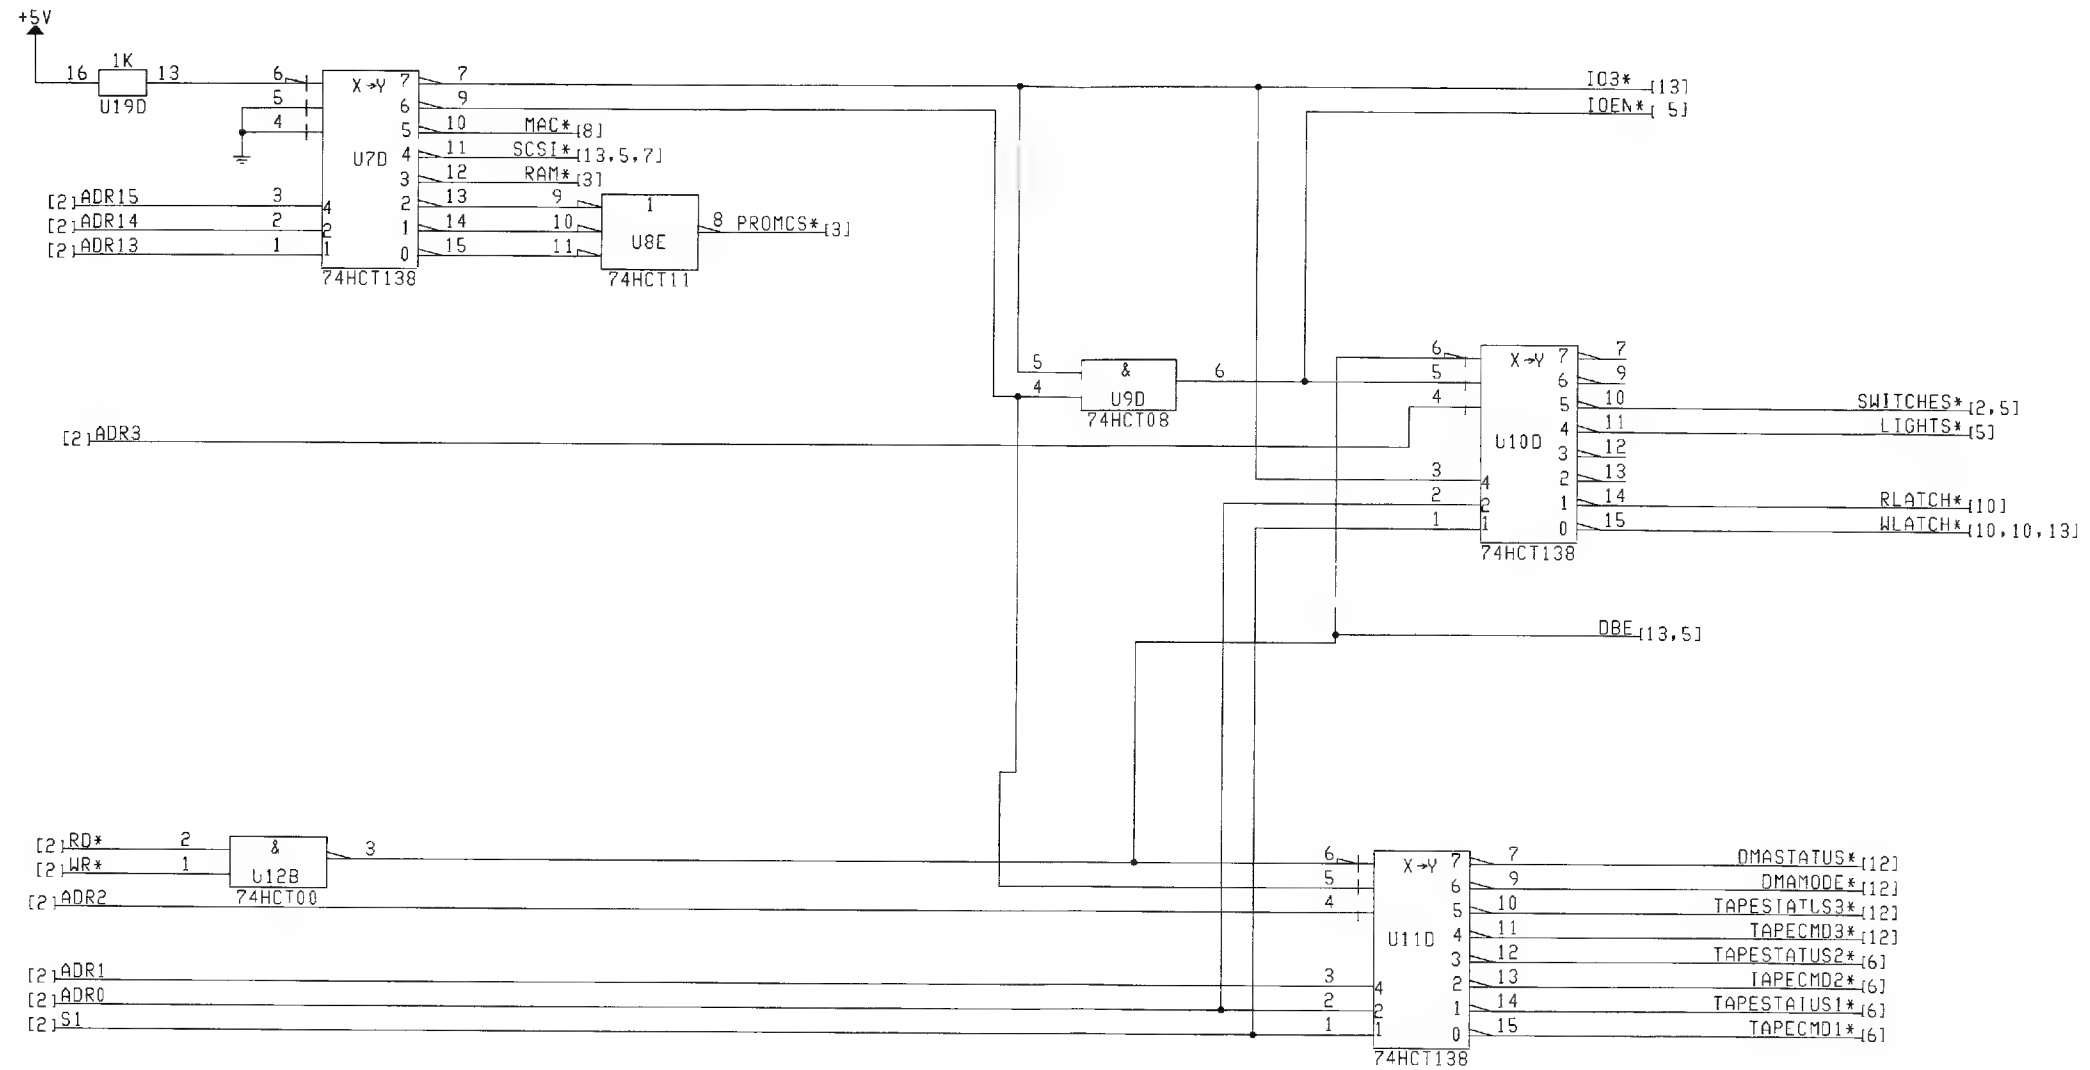 +5V
16 1K 13
U19D
6
5
4
X→Y
U7D
7 7
6 9
5 10 MAC*[8]
4 11 SCSI*[13,5,7]
3 12 RAM*[3]
2 13 9
1 14 10
0 15 11
[2]ADR15 3 4
[2]ADR14 2 2
[2]ADR13 1 1
74HCT138
1
U8E
74HCT11
8 PROMCS*[3]
IO3*[13]
IOEN*[5]
5
4
&
U9D
74HCT08
6
[2]ADR3
6
5
4
X→Y
U10D
3 4
2 2
1 1
7 7
6 9
5 10 SWITCHES*[2,5]
4 11 LIGHTS*[5]
3 12
2 13
1 14 RLATCH*[10]
0 15 WLATCH*[10,10,13]
74HCT138
DBE[13,5]
[2]RD* 2
[2]WR* 1
&
U12B
74HCT00
3
[2]ADR2
[2]ADR1
[2]ADR0
[2]S1
6
5
4
X→Y
U11D
3 4
2 2
1 1
7 7 DMASTATUS*[12]
6 9 DMAMODE*[12]
5 10 TAPESTATUS3*[12]
4 11 TAPECMD3*[12]
3 12 TAPESTATUS2*[6]
2 13 TAPECMD2*[6]
1 14 TAPESTATUS1*[6]
0 15 TAPECMD1*[6]
74HCT138